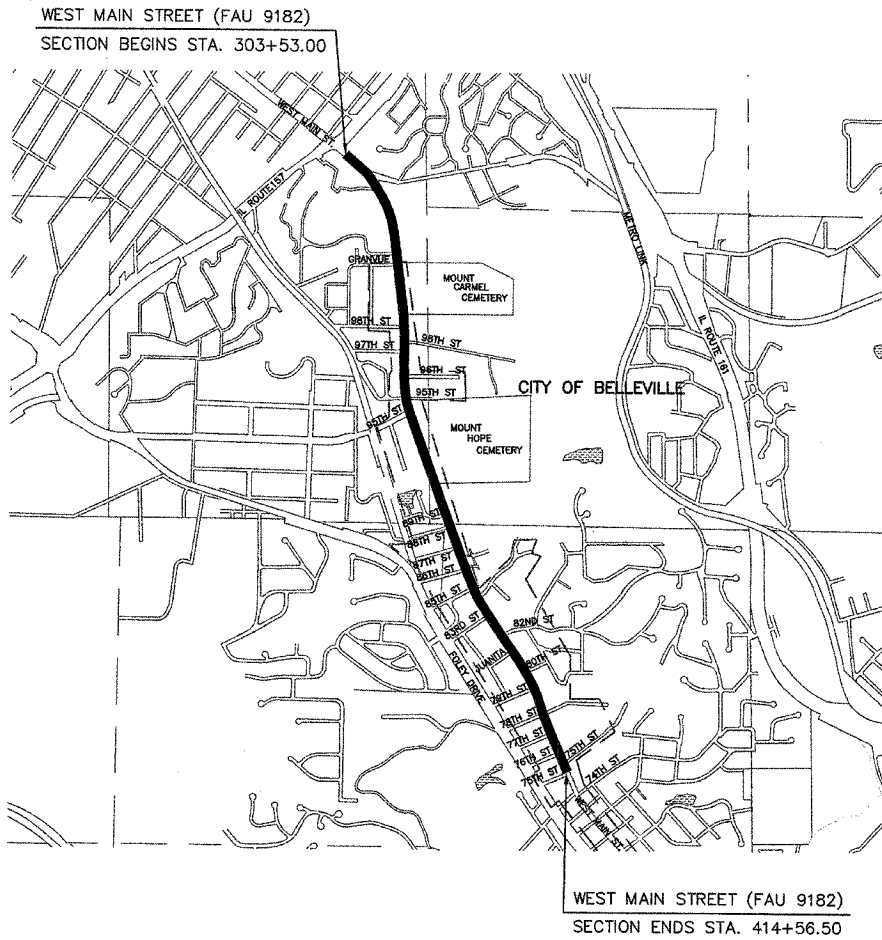 WEST MAIN STREET (FAU 9182)
SECTION BEGINS STA. 303+53.00
WEST MAIN ST.
IL ROUTE157
METRO LINK
GRANVUE
MOUNT
CARMEL
CEMETERY
98TH ST
98TH ST
97TH ST
IL ROUTE 161
96TH ST
CITY OF BELLEVILLE
95TH ST
95TH ST
MOUNT
HOPE
CEMETERY
89TH ST
88TH ST
87TH ST
86TH ST
85TH ST
82ND ST
83RD ST
JUANITA
80TH ST
FOLEY DRIVE
79TH ST
78TH ST
77TH ST
75TH ST
76TH ST
75TH ST
74TH ST
WEST MAIN ST.
WEST MAIN STREET (FAU 9182)
SECTION ENDS STA. 414+56.50